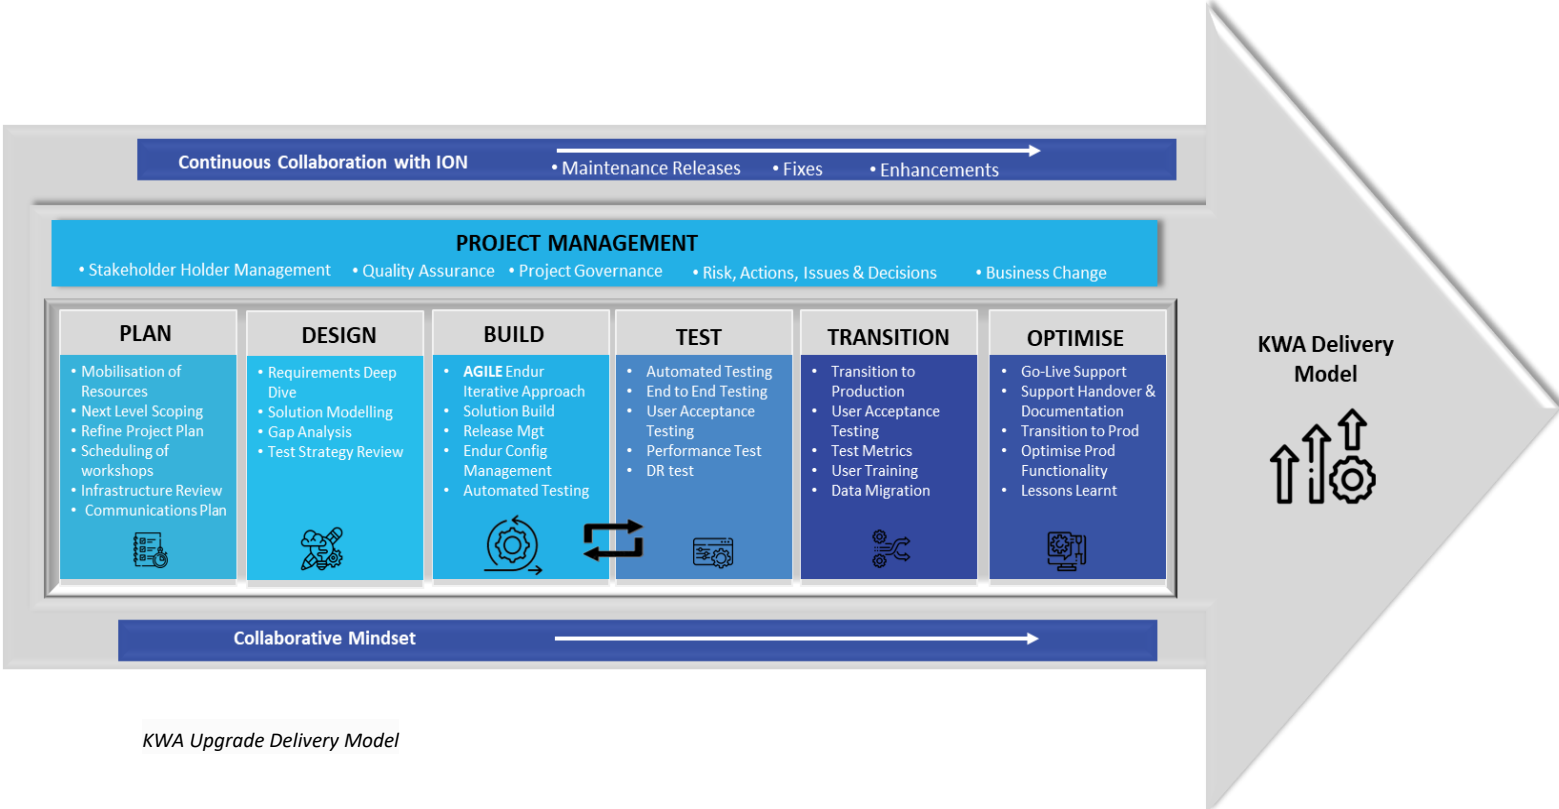 Continuous Collaboration with ION
• Maintenance Releases • Fixes • Enhancements
PROJECT MANAGEMENT
• Stakeholder Holder Management • Quality Assurance • Project Governance • Risk, Actions, Issues & Decisions • Business Change
PLAN
• Mobilisation of
Resources
• Next Level Scoping
• Refine Project Plan
• Scheduling of
workshops
• Infrastructure Review
• Communications Plan
DESIGN
• Requirements Deep
Dive
• Solution Modelling
• Gap Analysis
• Test Strategy Review
BUILD
• AGILE Endur
Iterative Approach
• Solution Build
• Release Mgt
• Endur Config
Management
• Automated Testing
TEST
• Automated Testing
• End to End Testing
• User Acceptance
Testing
• Performance Test
• DR test
TRANSITION
• Transition to
Production
• User Acceptance
Testing
• Test Metrics
• User Training
• Data Migration
OPTIMISE
• Go-Live Support
• Support Handover &
Documentation
• Transition to Prod
• Optimise Prod
Functionality
• Lessons Learnt
KWA Delivery
Model
Collaborative Mindset
KWA Upgrade Delivery Model